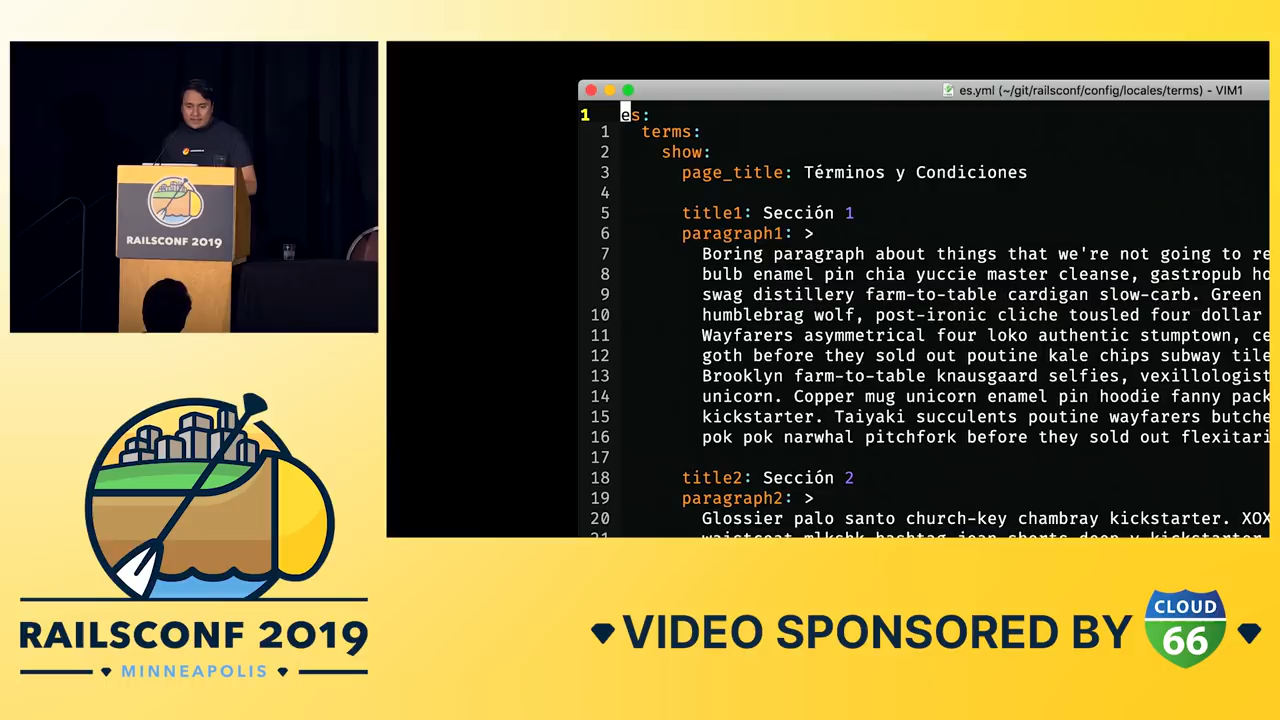 RAILSCONF 2019
es.yml (~/git/railsconf/config/locales/terms) - VIM1
1 es:
1 terms:
2 show:
3 page_title: Términos y Condiciones
4
5 title1: Sección 1
6 paragraph1: >
7 Boring paragraph about things that we're not going to re
8 bulb enamel pin chia yuccie master cleanse, gastropub ho
9 swag distillery farm-to-table cardigan slow-carb. Green
10 humblebrag wolf, post-ironic cliche tousled four dollar
11 Wayfarers asymmetrical four loko authentic stumptown, ce
12 goth before they sold out poutine kale chips subway tile
13 Brooklyn farm-to-table knausgaard selfies, vexillologist
14 unicorn. Copper mug unicorn enamel pin hoodie fanny pack
15 kickstarter. Taiyaki succulents poutine wayfarers butche
16 pok pok narwhal pitchfork before they sold out flexitari
17
18 title2: Sección 2
19 paragraph2: >
20 Glossier palo santo church-key chambray kickstarter. XOX
RAILSCONF 2019
MINNEAPOLIS
VIDEO SPONSORED BY
CLOUD
66